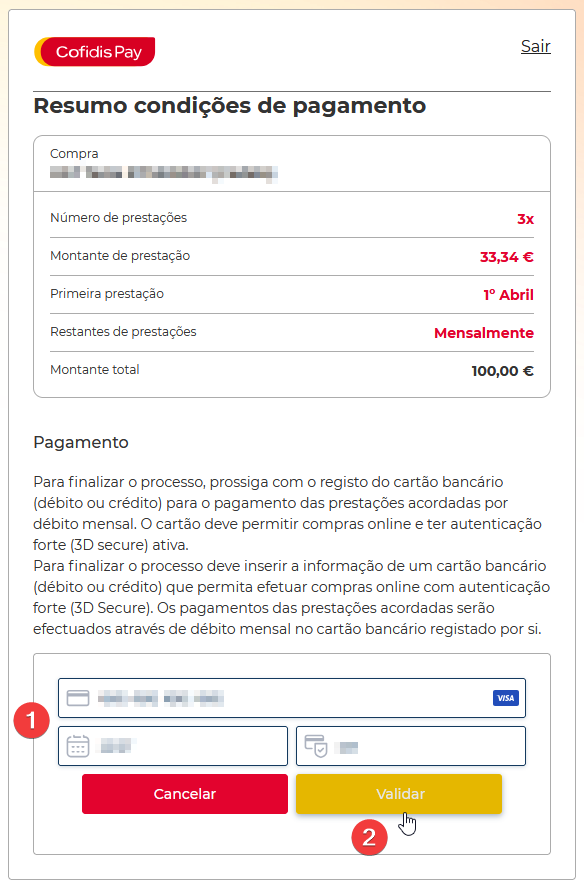 Cofidis Pay
Sair
Resumo condições de pagamento
Compra
Número de prestações 3x
Montante de prestação 33,34 €
Primeira prestação 1º Abril
Restantes de prestações Mensalmente
Montante total 100,00 €
Pagamento
Para finalizar o processo, prossiga com o registo do cartão bancário
(débito ou crédito) para o pagamento das prestações acordadas por
débito mensal. O cartão deve permitir compras online e ter autenticação
forte (3D secure) ativa.
Para finalizar o processo deve inserir a informação de um cartão bancário
(débito ou crédito) que permita efetuar compras online com autenticação
forte (3D Secure). Os pagamentos das prestações acordadas serão
efectuados através de débito mensal no cartão bancário registado por si.
VISA
1
Cancelar Validar
2